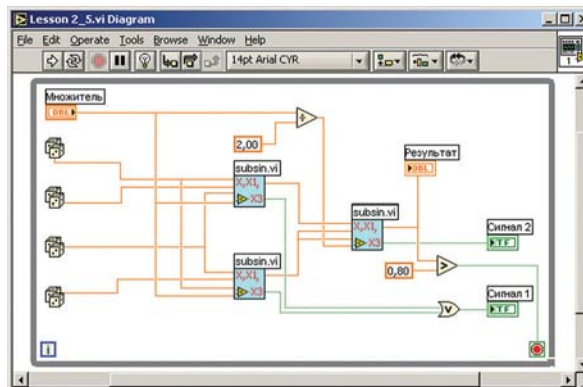 Lesson 2_5.vi Diagram
File Edit Operate Tools Browse Window Help
14pt Arial CYR
1
Множитель
DBL
2,00
subsin.vi
X,X1,
X3
Результат
DBL
subsin.vi
X,X1,
X3
Сигнал 2
TF
0,80
>
subsin.vi
X,X1,
X3
Сигнал 1
V
TF
i